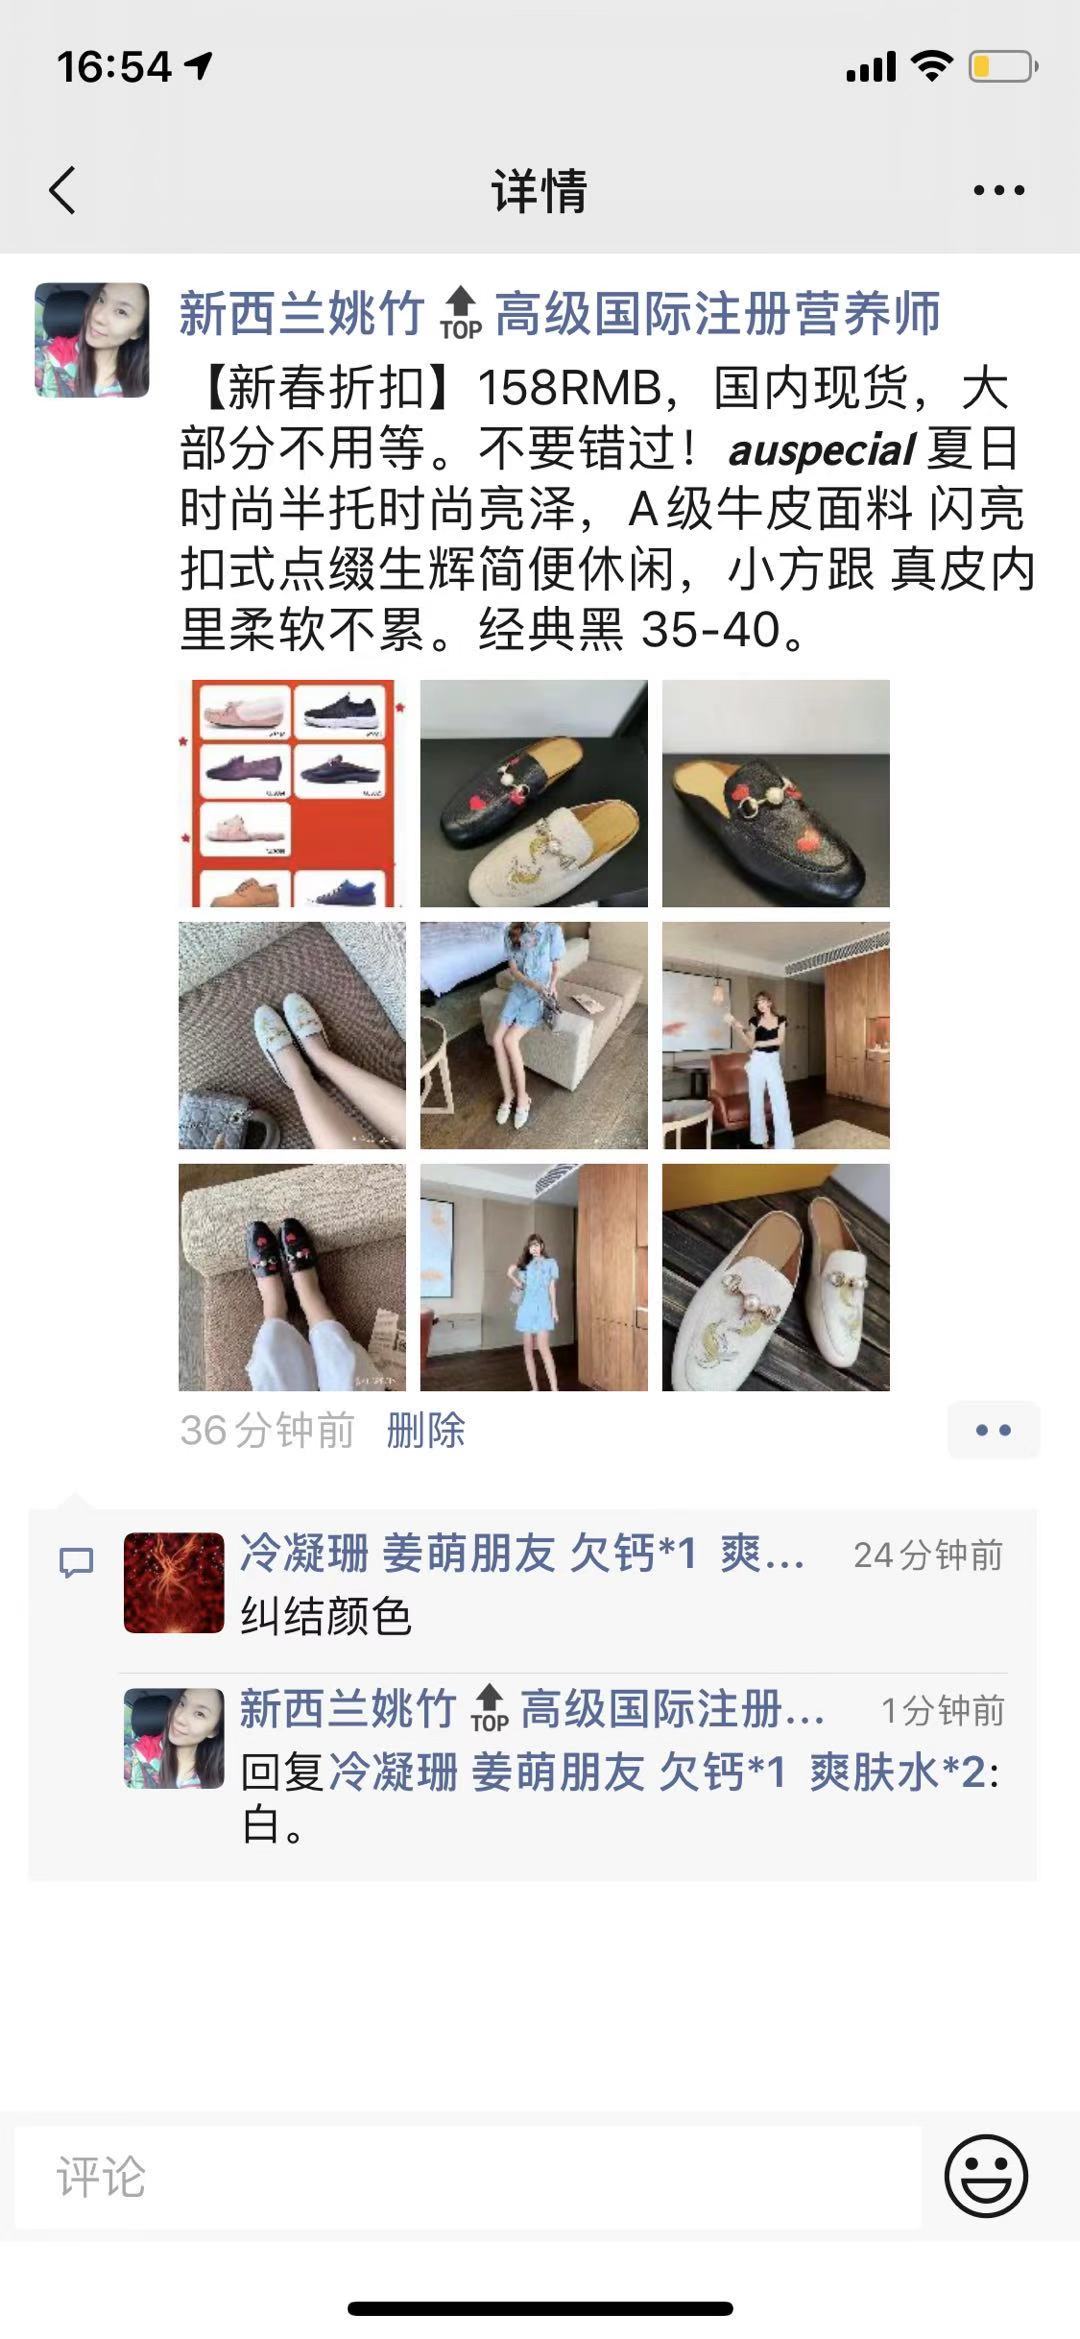 16:54
详情
新西兰姚竹 TOP 高级国际注册营养师
【新春折扣】158RMB，国内现货，大
部分不用等。不要错过！auspecial 夏日
时尚半托时尚亮泽，A级牛皮面料 闪亮
扣式点缀生辉简便休闲，小方跟 真皮内
里柔软不累。经典黑 35-40。
36分钟前 删除
冷凝珊 姜萌朋友 欠钙*1 爽... 24分钟前
纠结颜色
新西兰姚竹 TOP 高级国际注册... 1分钟前
回复冷凝珊 姜萌朋友 欠钙*1 爽肤水*2:
白。
评论